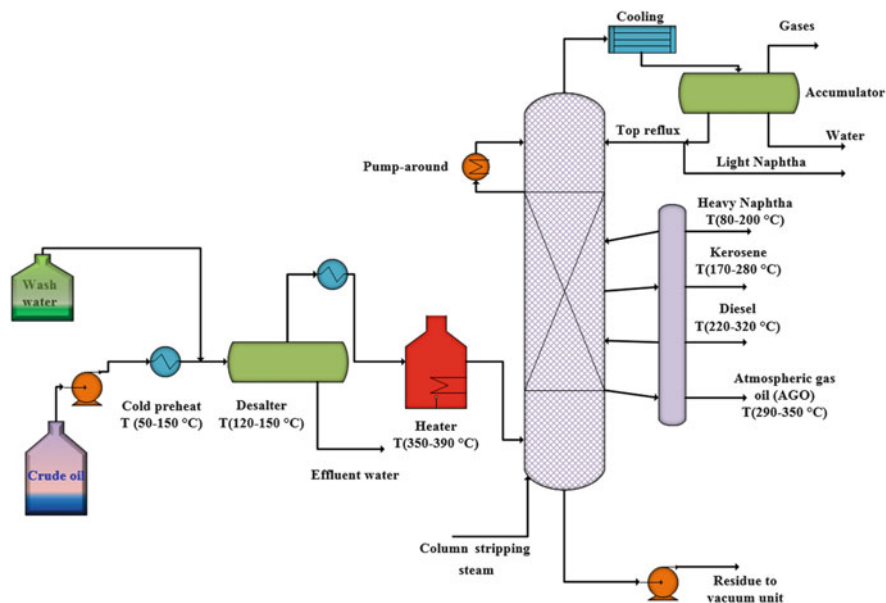 Cooling
Gases
Accumulator
Top reflux
Water
Light Naphtha
Pump-around
Heavy Naphtha
T(80-200 °C)
Kerosene
T(170-280 °C)
Diesel
T(220-320 °C)
Atmospheric gas
oil (AGO)
T(290-350 °C)
Wash
water
Cold preheat
T (50-150 °C)
Desalter
T(120-150 °C)
Heater
T(350-390 °C)
Crude oil
Effluent water
Column stripping
steam
Residue to
vacuum unit